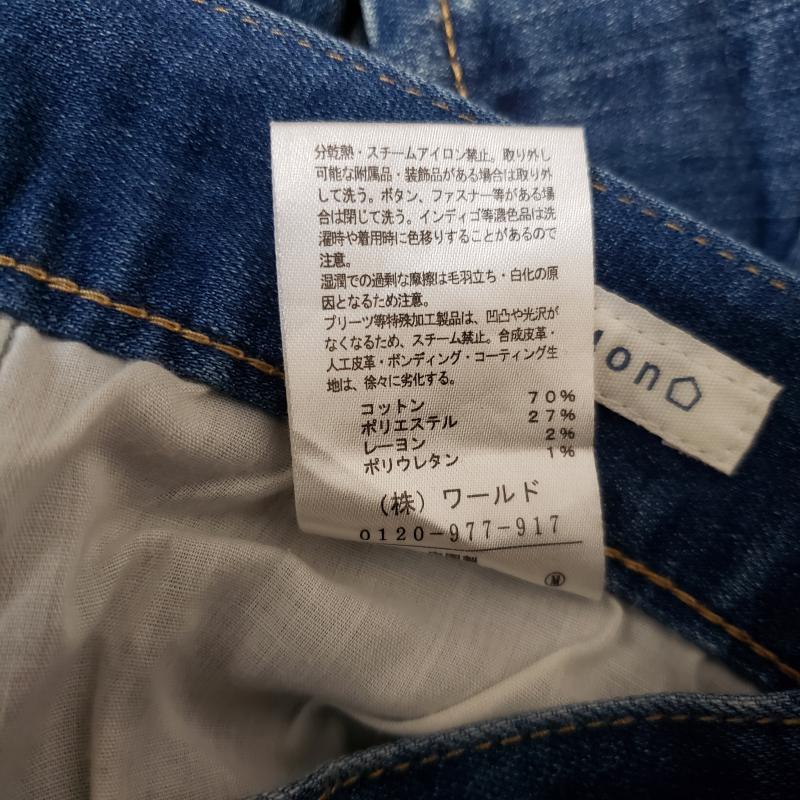 分乾熱・スチームアイロン禁止。取り外し
可能な附属品・装飾品がある場合は取り外
して洗う。ボタン、ファスナー等がある場
合は閉じて洗う。インディゴ等濃色品は洗
濯時や着用時に色移りすることがあるので
注意。
湿潤での過剰な摩擦は毛羽立ち・白化の原
因となるため注意。
プリーツ等特殊加工製品は、凹凸や光沢が
なくなるため、スチーム禁止。合成皮革・
人工皮革・ボンディング・コーティング生
地は、徐々に劣化する。
コットン 70%
ポリエステル 27%
レーヨン 2%
ポリウレタン 1%
(株) ワールド
0120-977-917
M
on